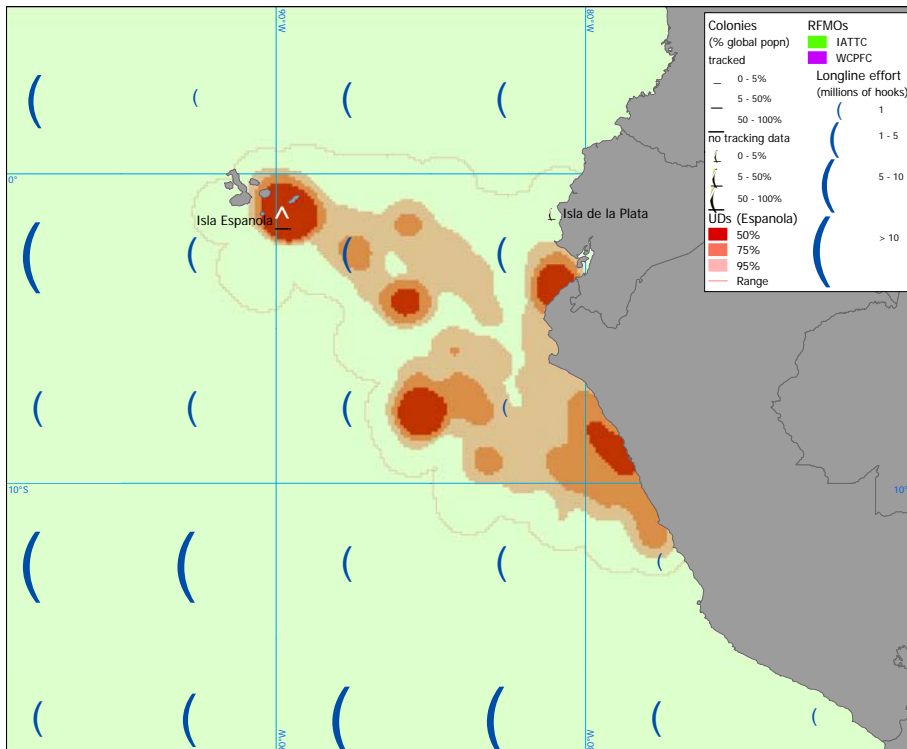 90°W
80°W
Colonies
(% global popn)
tracked
0 - 5%
5 - 50%
50 - 100%
no tracking data
0 - 5%
5 - 50%
50 - 100%
UDs (Espanola)
50%
75%
95%
Range
RFMOs
IATTC
WCPFC
Longline effort
(millions of hooks)
1
1 - 5
5 - 10
> 10
0°
Isla Espanola
Isla de la Plata
10°S
10°
90°W
80°W